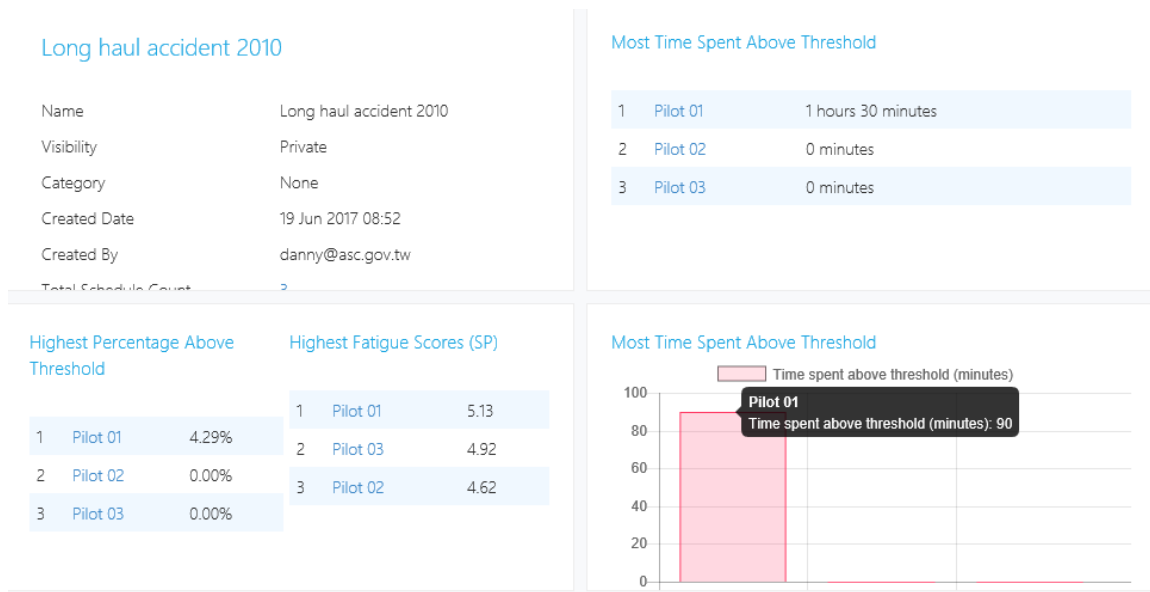 Long haul accident 2010
Name Long haul accident 2010
Visibility Private
Category None
Created Date 19 Jun 2017 08:52
Created By danny@asc.gov.tw
Total Schedule Count 3
Most Time Spent Above Threshold
1 Pilot 01 1 hours 30 minutes
2 Pilot 02 0 minutes
3 Pilot 03 0 minutes
Highest Percentage Above
Threshold
1 Pilot 01 4.29%
2 Pilot 02 0.00%
3 Pilot 03 0.00%
Highest Fatigue Scores (SP)
1 Pilot 01 5.13
2 Pilot 03 4.92
3 Pilot 02 4.62
Most Time Spent Above Threshold
Time spent above threshold (minutes)
100
Pilot 01
Time spent above threshold (minutes): 90
80
60
40
20
0